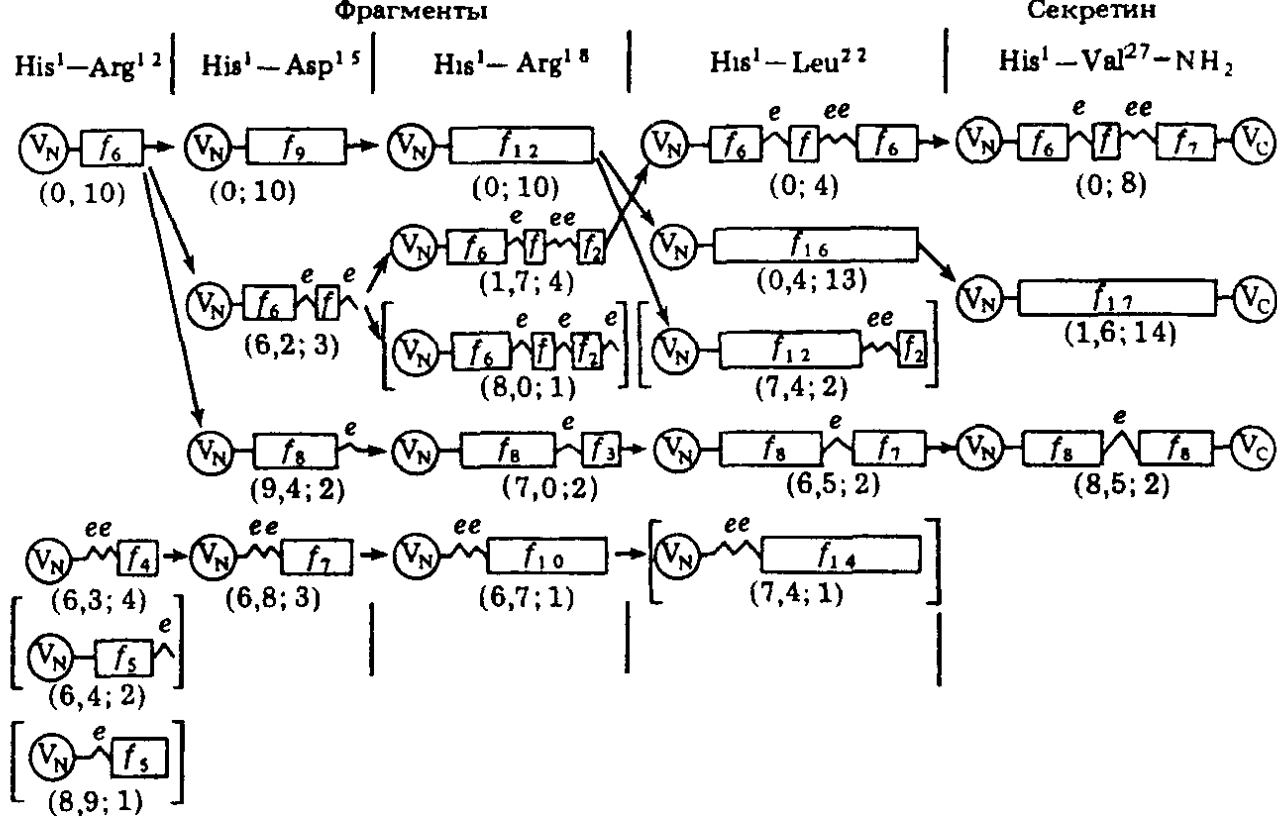 Фрагменты Секретин
His¹—Arg¹² His¹—Asp¹⁵ Hıs¹—Arg¹⁸ Hıs¹—Leu²² His¹—Val²⁷—NH₂
e ee e ee
V_N f₆ V_N f₉ V_N f₁₂ V_N f₆ f f₆ V_N f₆ f f₇ V_C
(0, 10) (0; 10) (0; 10) (0; 4) (0; 8)
e ee
V_N f₆ f f₂ V_N f₁₆
(1,7; 4) (0,4; 13)
e e
V_N f₆ f V_N f₁₇ V_C
(6,2; 3) (1,6; 14)
e e e ee
V_N f₆ f f₂ V_N f₁₂ f₂
(8,0; 1) (7,4; 2)
e e e e
V_N f₈ V_N f₈ f₃ V_N f₈ f₇ V_N f₈ f₈ V_C
(9,4; 2) (7,0; 2) (6,5; 2) (8,5; 2)
ee ee ee ee
V_N f₄ V_N f₇ V_N f₁₀ V_N f₁₄
(6,3; 4) (6,8; 3) (6,7; 1) (7,4; 1)
e
V_N f₅
(6,4; 2)
e
V_N f₅
(8,9; 1)